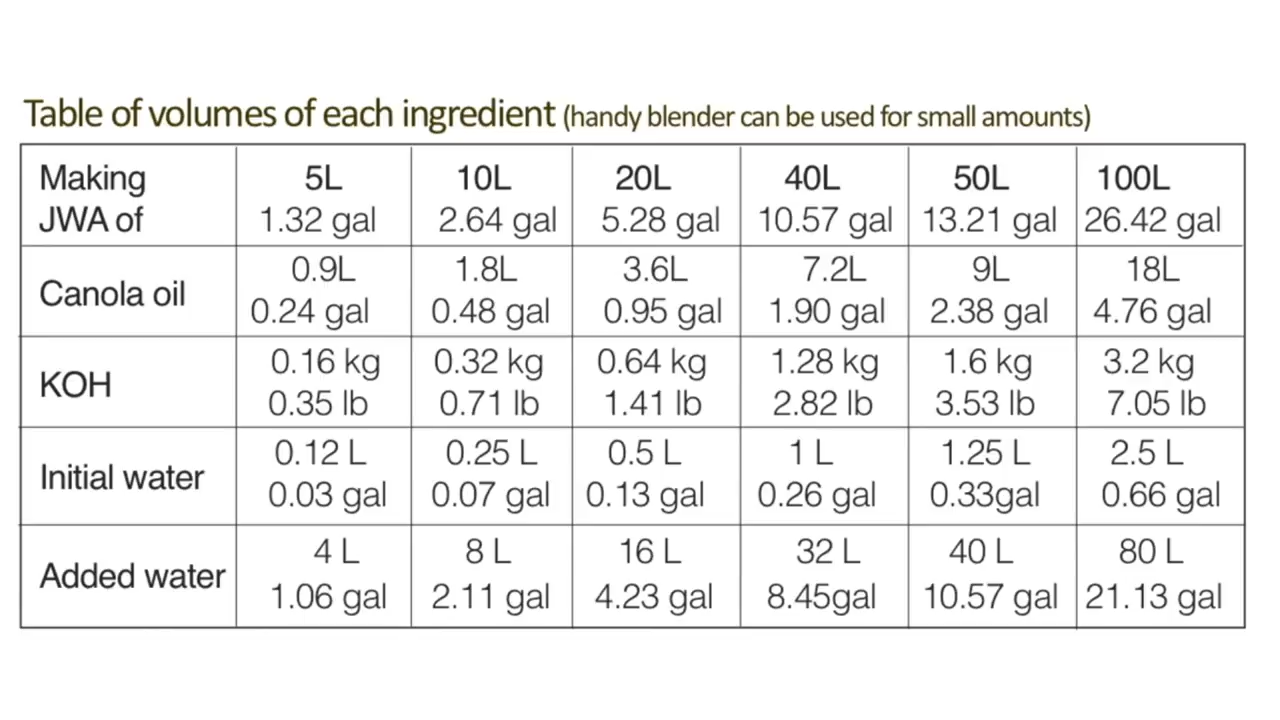 Table of volumes of each ingredient (handy blender can be used for small amounts)
Making JWA of 5L 1.32 gal 10L 2.64 gal 20L 5.28 gal 40L 10.57 gal 50L 13.21 gal 100L 26.42 gal
Canola oil 0.9L 0.24 gal 1.8L 0.48 gal 3.6L 0.95 gal 7.2L 1.90 gal 9L 2.38 gal 18L 4.76 gal
KOH 0.16 kg 0.35 lb 0.32 kg 0.71 lb 0.64 kg 1.41 lb 1.28 kg 2.82 lb 1.6 kg 3.53 lb 3.2 kg 7.05 lb
Initial water 0.12 L 0.03 gal 0.25 L 0.07 gal 0.5 L 0.13 gal 1 L 0.26 gal 1.25 L 0.33gal 2.5 L 0.66 gal
Added water 4 L 1.06 gal 8 L 2.11 gal 16 L 4.23 gal 32 L 8.45gal 40 L 10.57 gal 80 L 21.13 gal